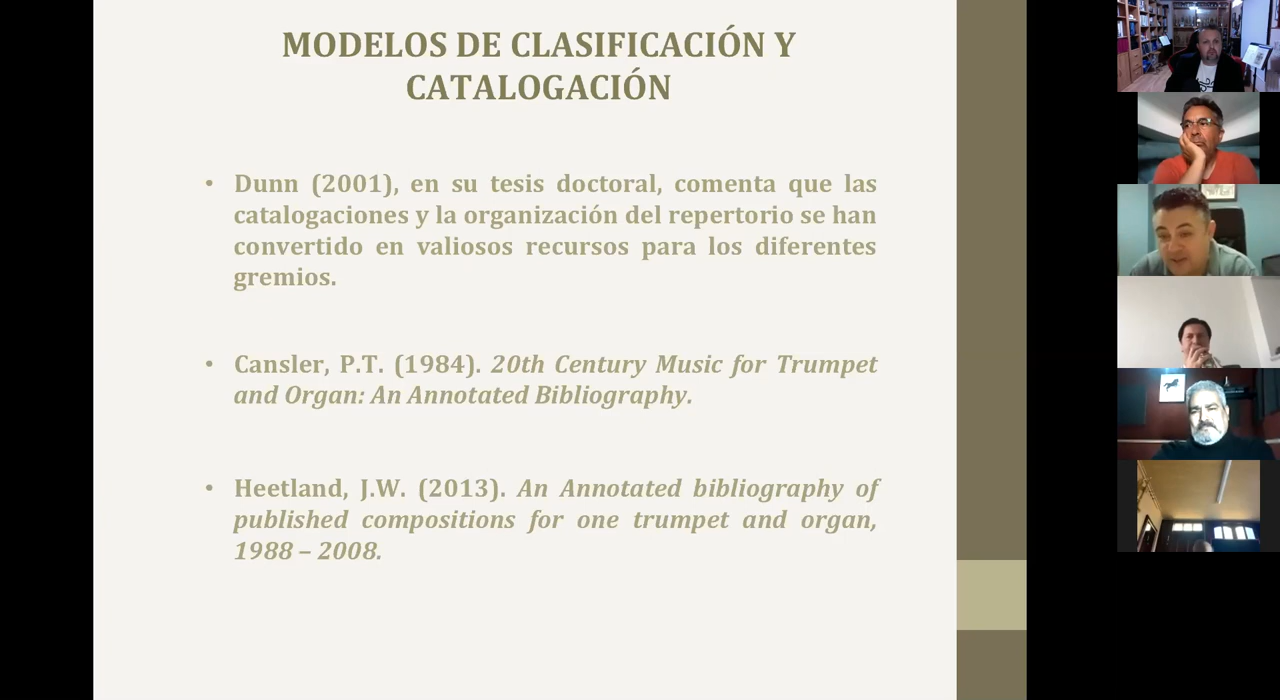 MODELOS DE CLASIFICACIÓN Y
CATALOGACIÓN
• Dunn (2001), en su tesis doctoral, comenta que las
catalogaciones y la organización del repertorio se han
convertido en valiosos recursos para los diferentes
gremios.
• Cansler, P.T. (1984). 20th Century Music for Trumpet
and Organ: An Annotated Bibliography.
• Heetland, J.W. (2013). An Annotated bibliography of
published compositions for one trumpet and organ,
1988 – 2008.